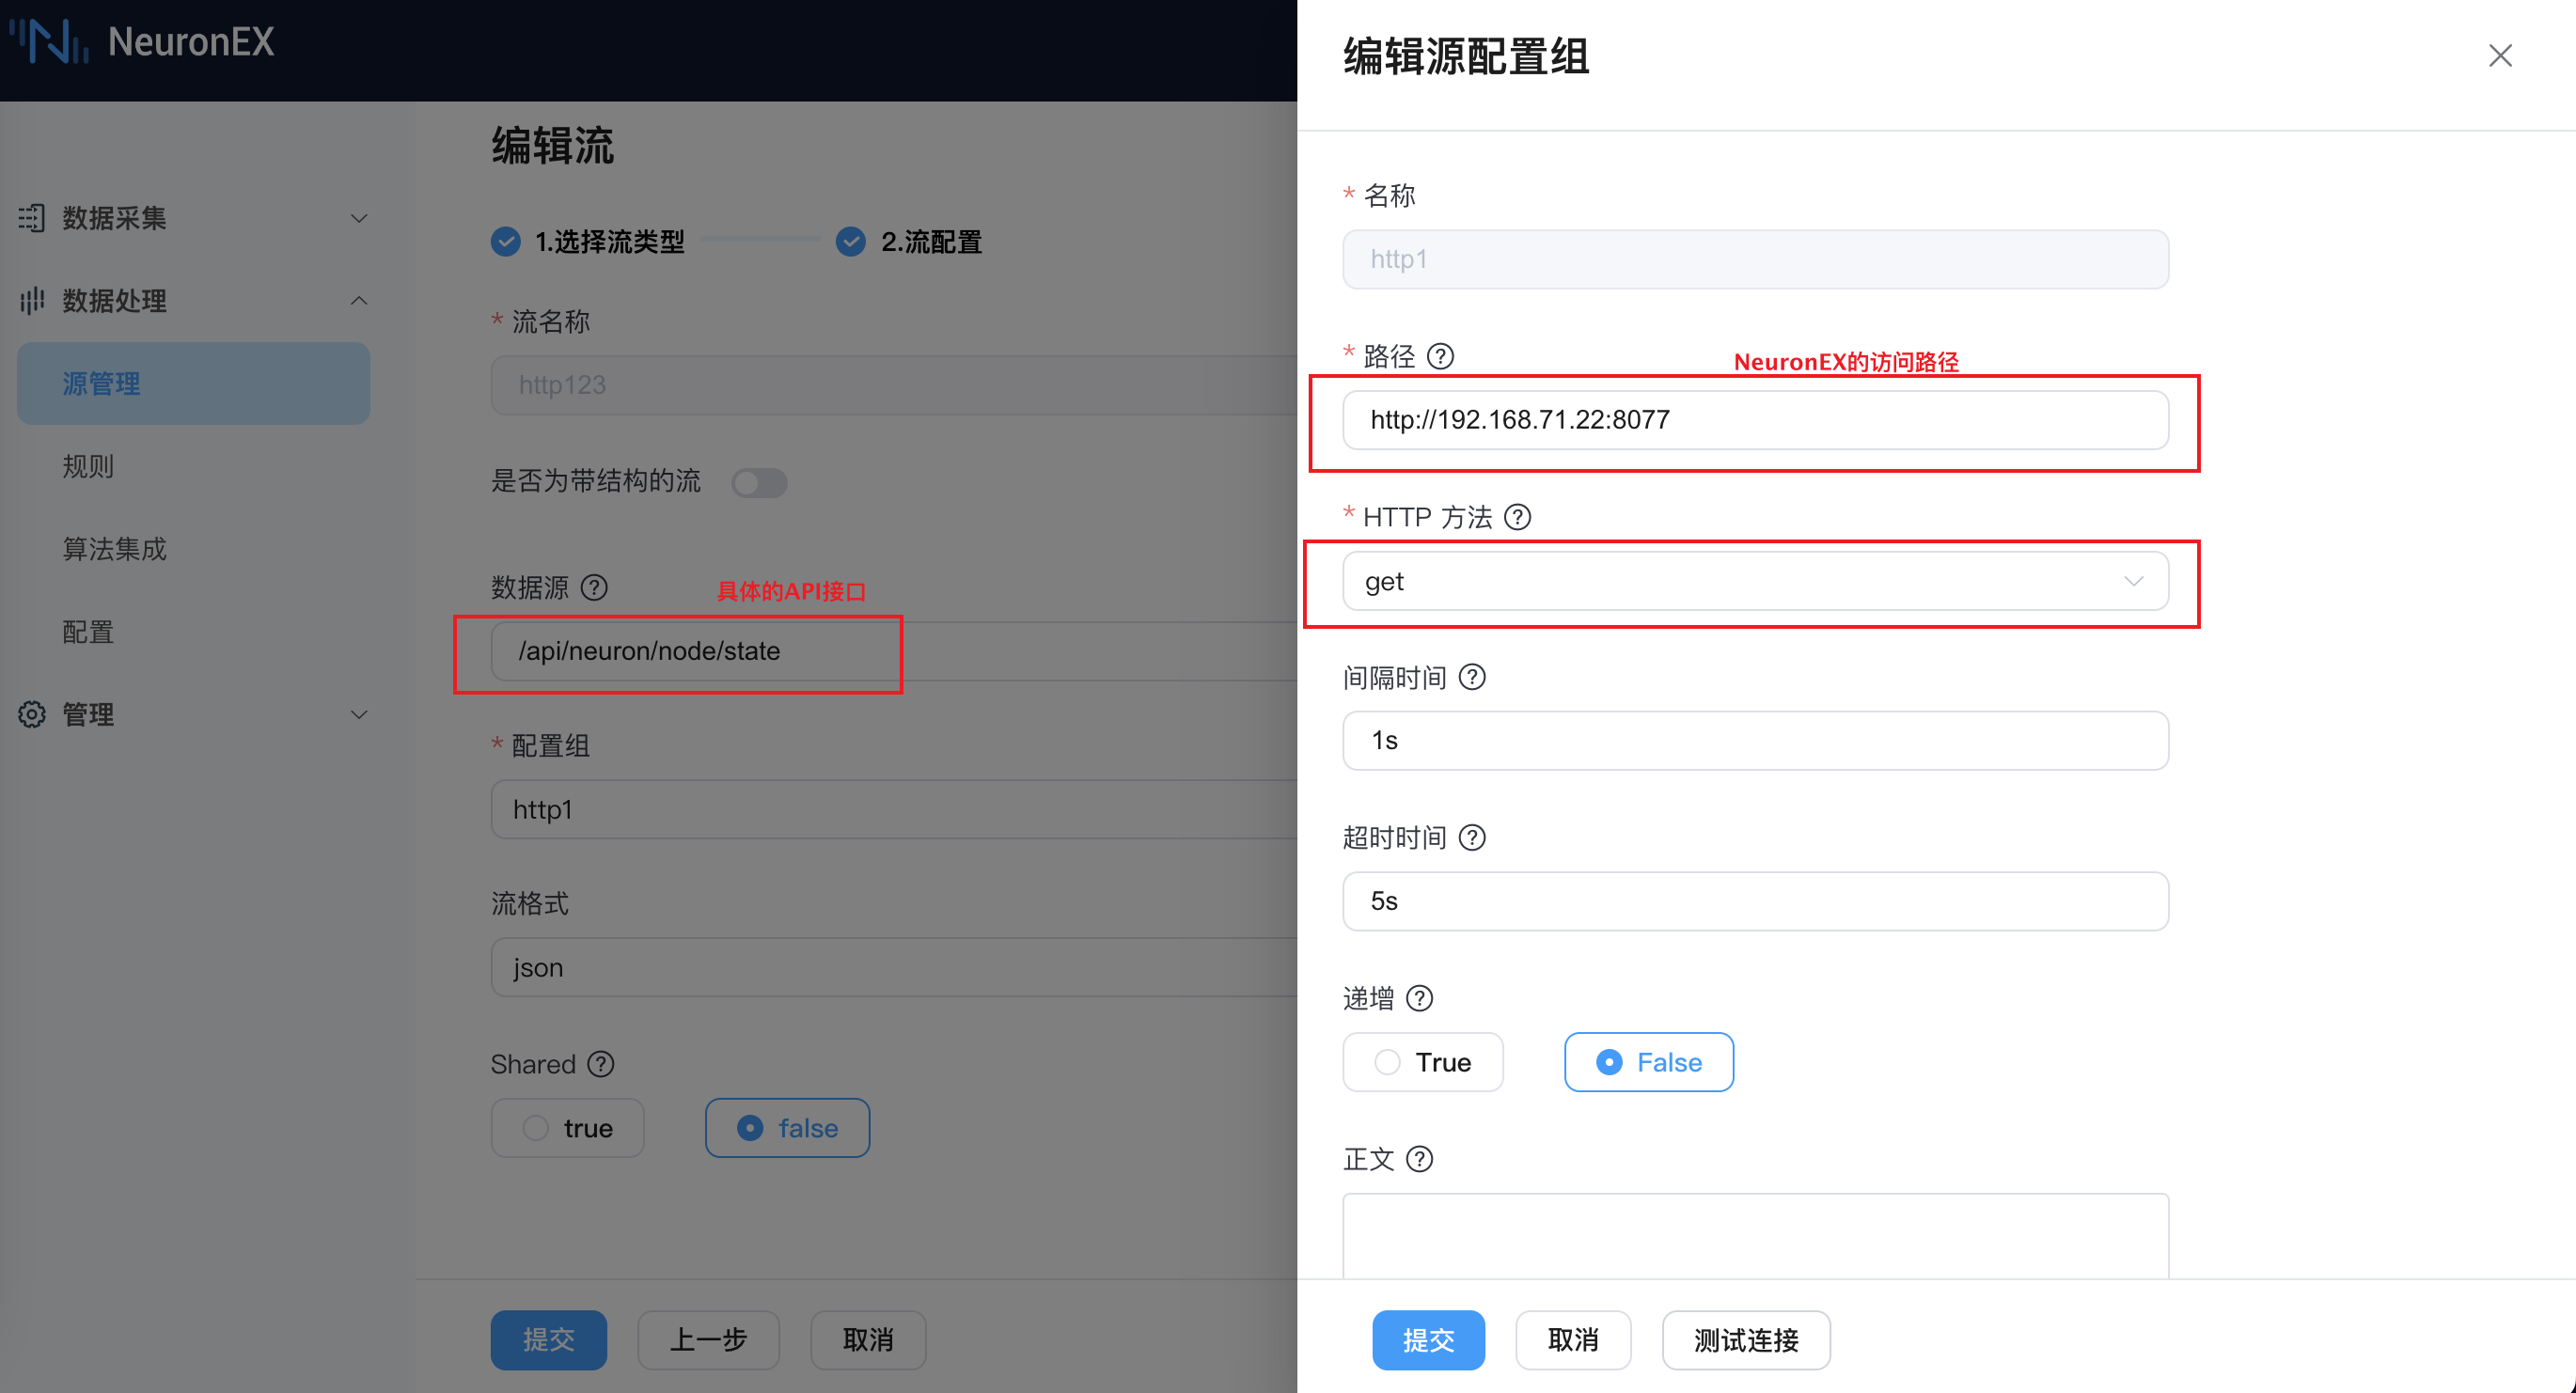 NeuronEX
数据采集
数据处理
源管理
规则
算法集成
配置
管理
编辑流
1.选择流类型
2.流配置
* 流名称
http123
是否为带结构的流
数据源 ?
具体的API接口
/api/neuron/node/state
* 配置组
http1
流格式
json
Shared ?
true
false
提交
上一步
取消
编辑源配置组
* 名称
http1
* 路径 ?
NeuronEX的访问路径
http://192.168.71.22:8077
* HTTP 方法 ?
get
间隔时间 ?
1s
超时时间 ?
5s
递增 ?
True
False
正文 ?
提交
取消
测试连接